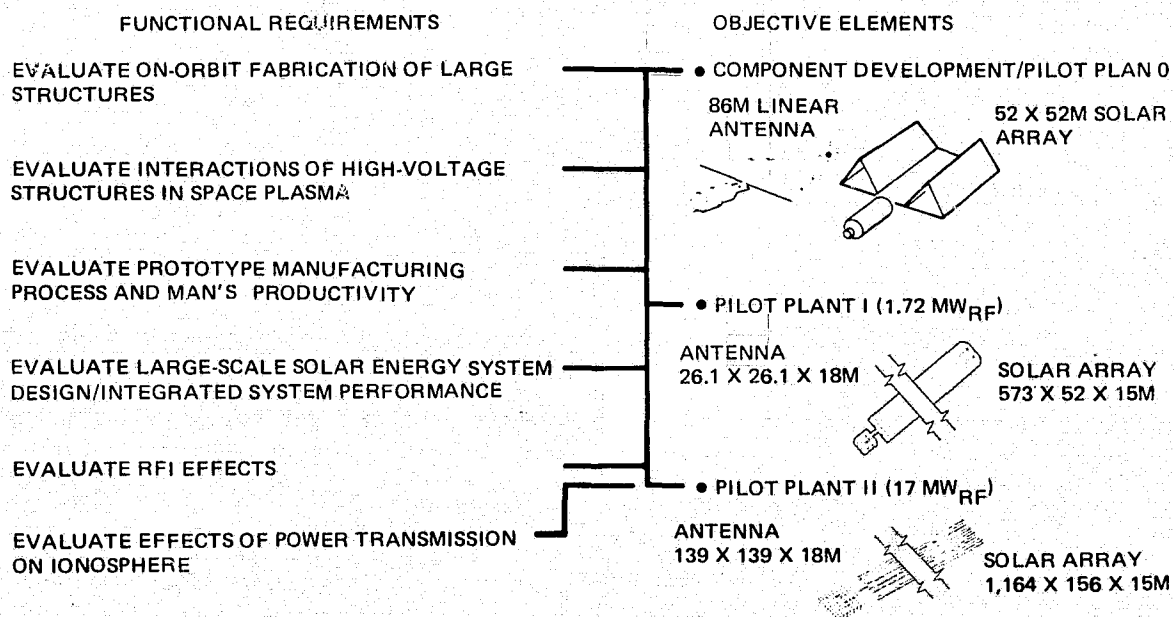 FUNCTIONAL REQUIREMENTS
EVALUATE ON-ORBIT FABRICATION OF LARGE
STRUCTURES
EVALUATE INTERACTIONS OF HIGH-VOLTAGE
STRUCTURES IN SPACE PLASMA
EVALUATE PROTOTYPE MANUFACTURING
PROCESS AND MAN'S PRODUCTIVITY
EVALUATE LARGE-SCALE SOLAR ENERGY SYSTEM
DESIGN/INTEGRATED SYSTEM PERFORMANCE
EVALUATE RFI EFFECTS
EVALUATE EFFECTS OF POWER TRANSMISSION
ON IONOSPHERE
OBJECTIVE ELEMENTS
• COMPONENT DEVELOPMENT/PILOT PLAN 0
86M LINEAR
ANTENNA
52 X 52M SOLAR
ARRAY
• PILOT PLANT I (1.72 MWRF)
ANTENNA
26.1 X 26.1 X 18M
SOLAR ARRAY
573 X 52 X 15M
• PILOT PLANT II (17 MWRF)
ANTENNA
139 X 139 X 18M
SOLAR ARRAY
1,164 X 156 X 15M